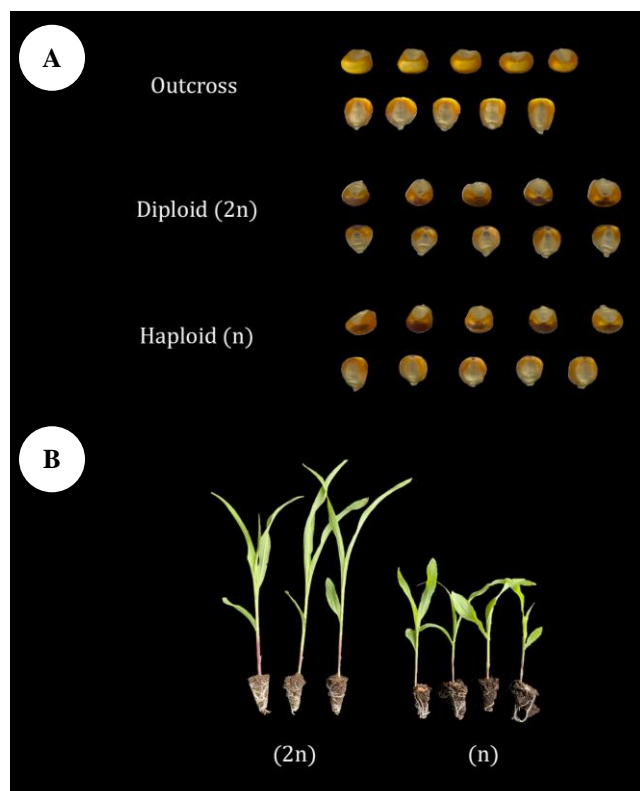 A
Outcross
Diploid (2n)
Haploid (n)
B
(2n)
(n)